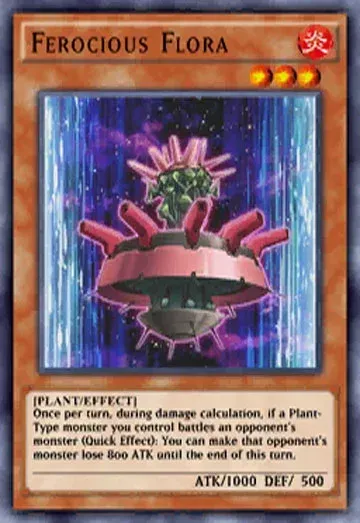 FEROCIOUS FLORA
炎
[PLANT/EFFECT]
Once per turn, during damage calculation, if a Plant-
Type monster you control battles an opponent's
monster (Quick Effect): You can make that opponent's
monster lose 800 ATK until the end of this turn.
ATK/1000 DEF/ 500